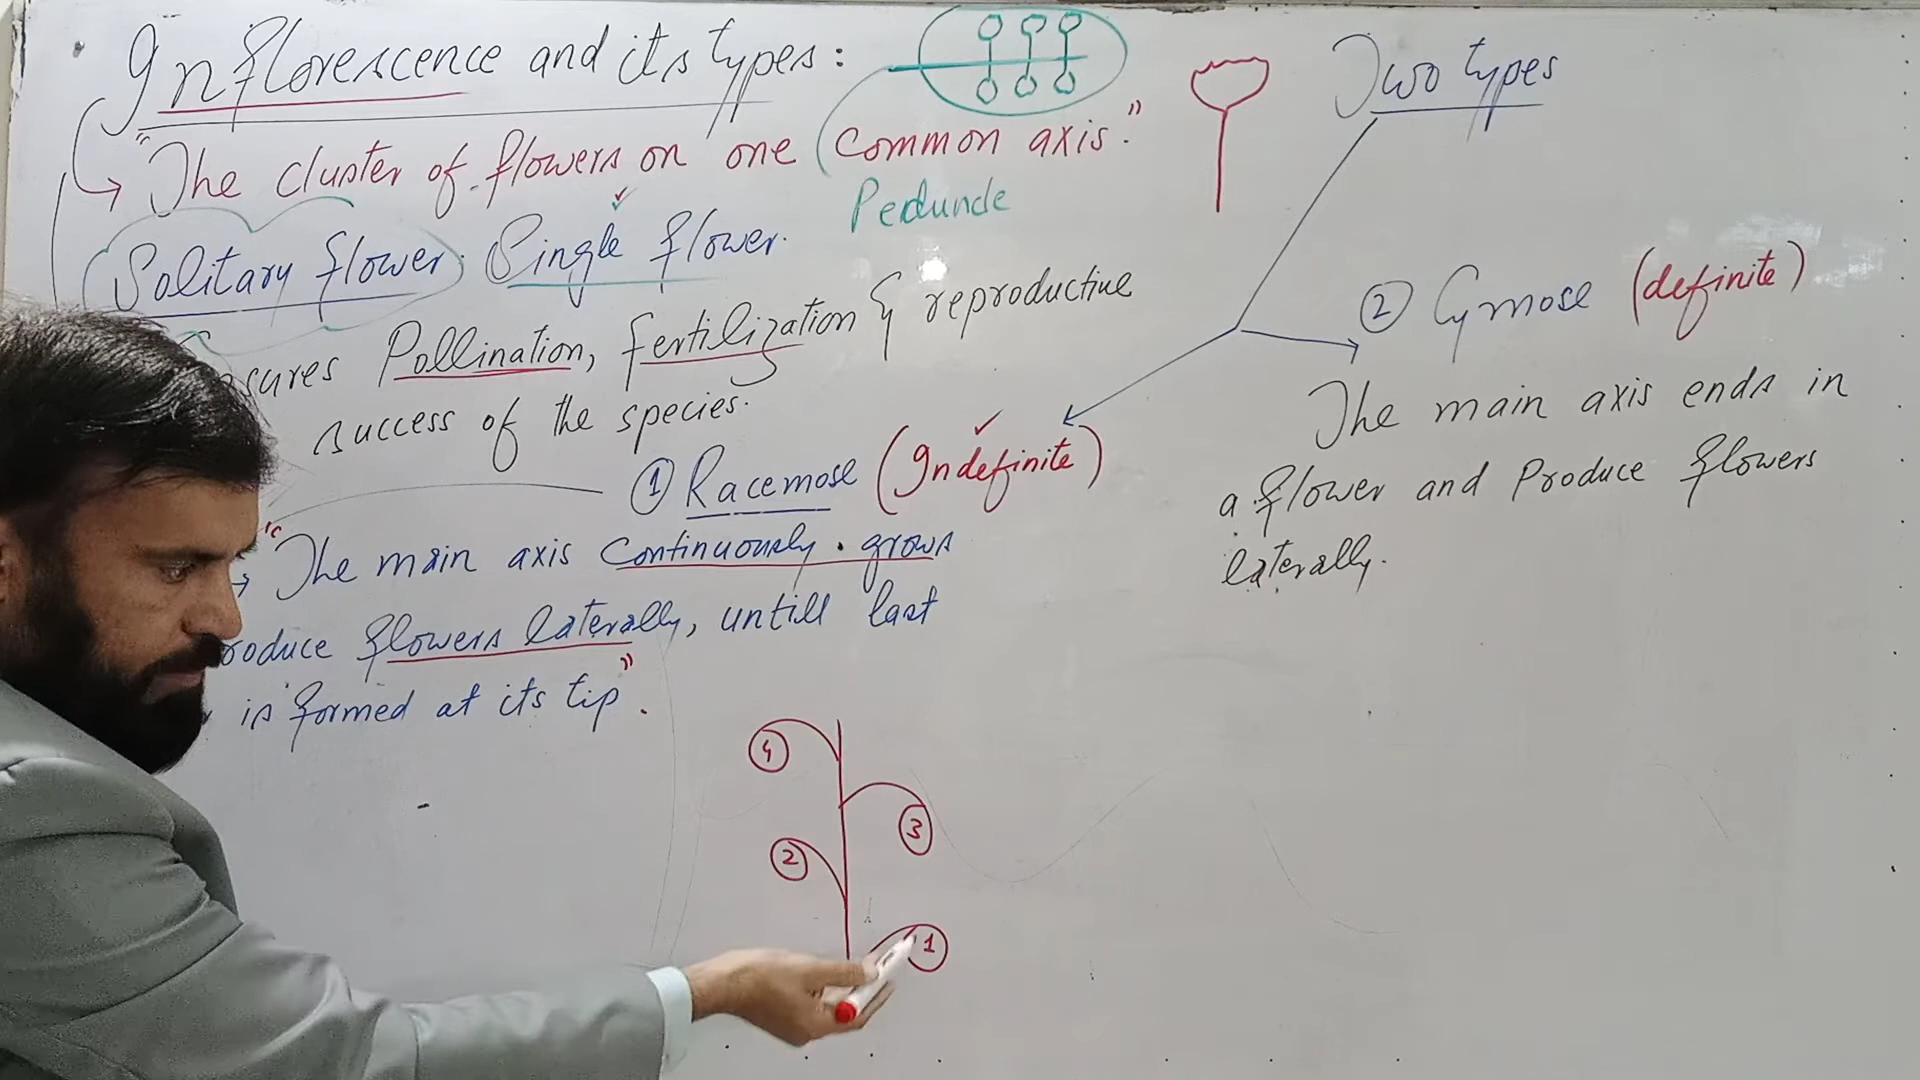 Inflorescence and its types:
"The cluster of flowers on one common axis."
Peduncle
Solitary flower. Single flower.
Pollination, fertilization & reproductive
success of the species.
Two types
① Racemose (Indefinite)
"The main axis continuously grows
flowers laterally, untill last
is formed at its tip".
② Cymose (definite)
The main axis ends in
a flower and Produce flowers
laterally.
4
3
2
1